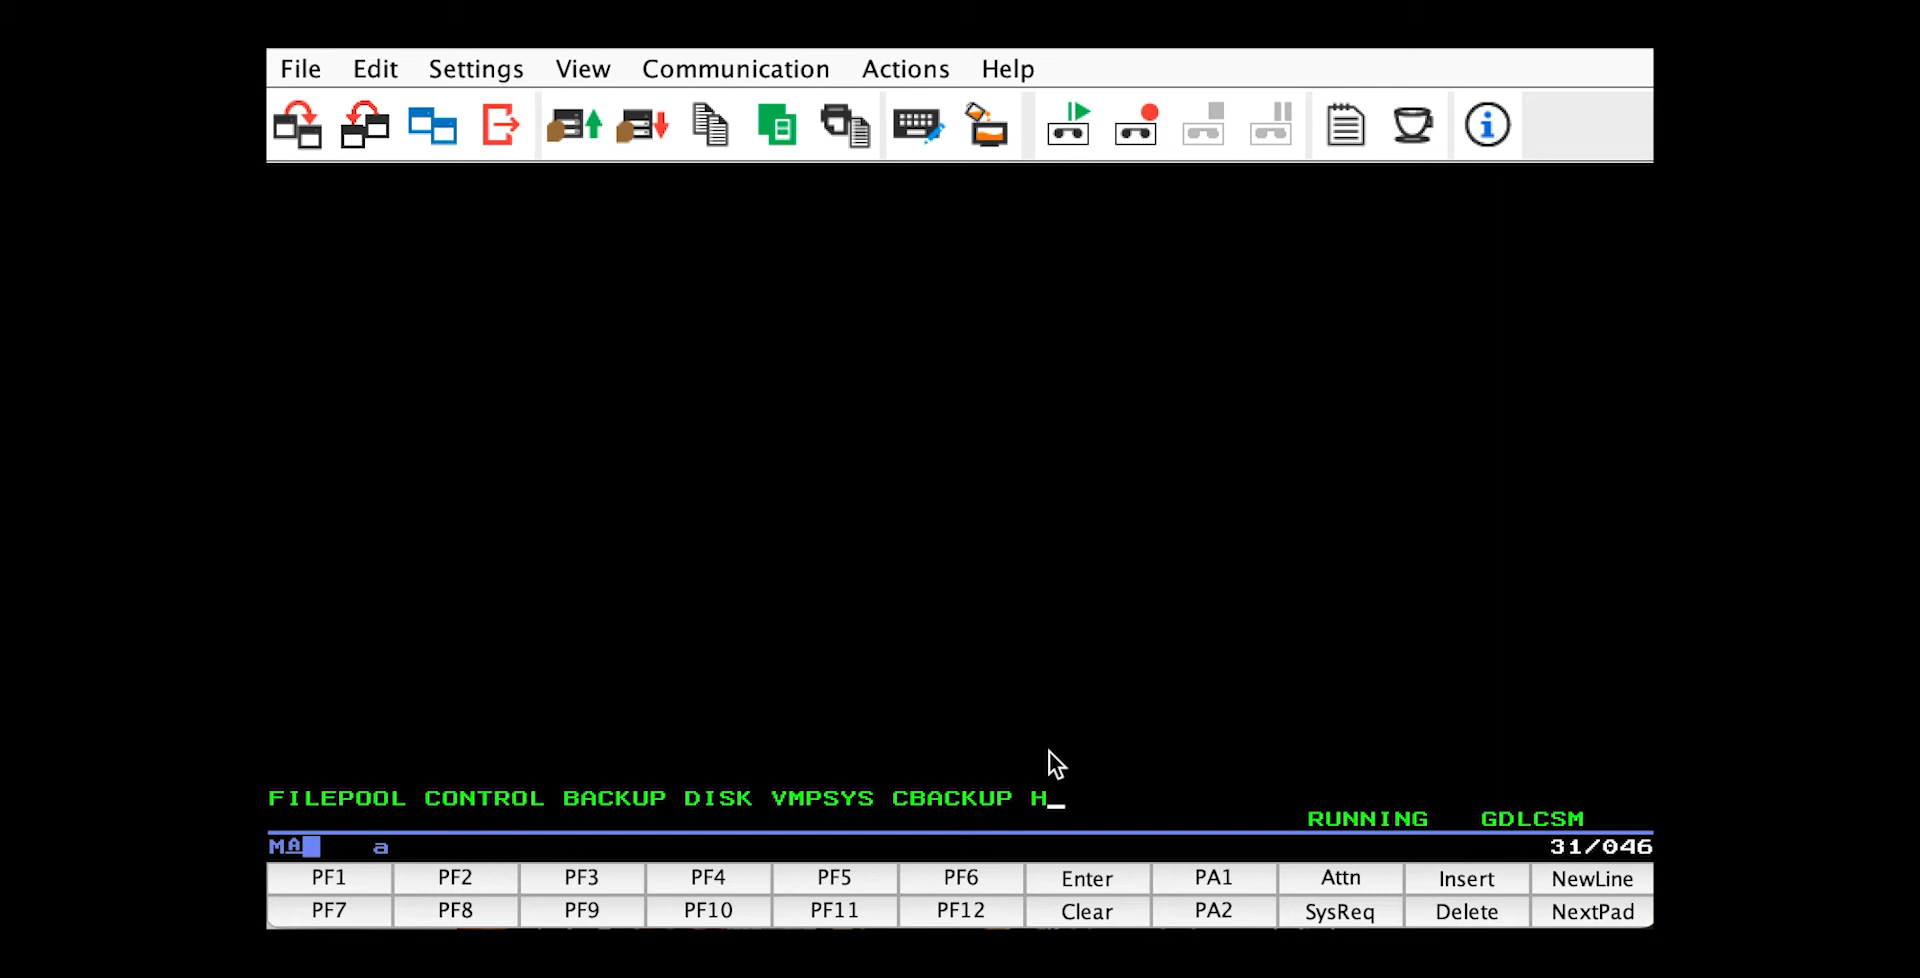 File Edit Settings View Communication Actions Help
FILEPOOL CONTROL BACKUP DISK VMPSYS CBACKUP H_
RUNNING GDLCSM
MA a 31/046
PF1 PF2 PF3 PF4 PF5 PF6 Enter PA1 Attn Insert NewLine
PF7 PF8 PF9 PF10 PF11 PF12 Clear PA2 SysReq Delete NextPad